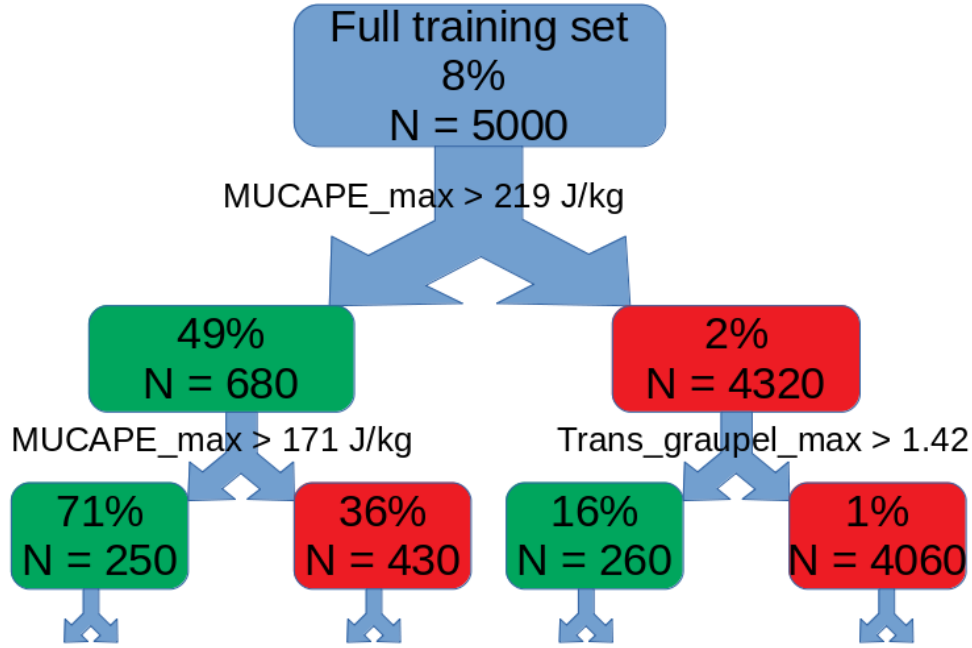 Full training set
8%
N = 5000
MUCAPE_max > 219 J/kg
49%
N = 680
2%
N = 4320
MUCAPE_max > 171 J/kg
Trans_graupel_max > 1.42
71%
N = 250
36%
N = 430
16%
N = 260
1%
N = 4060